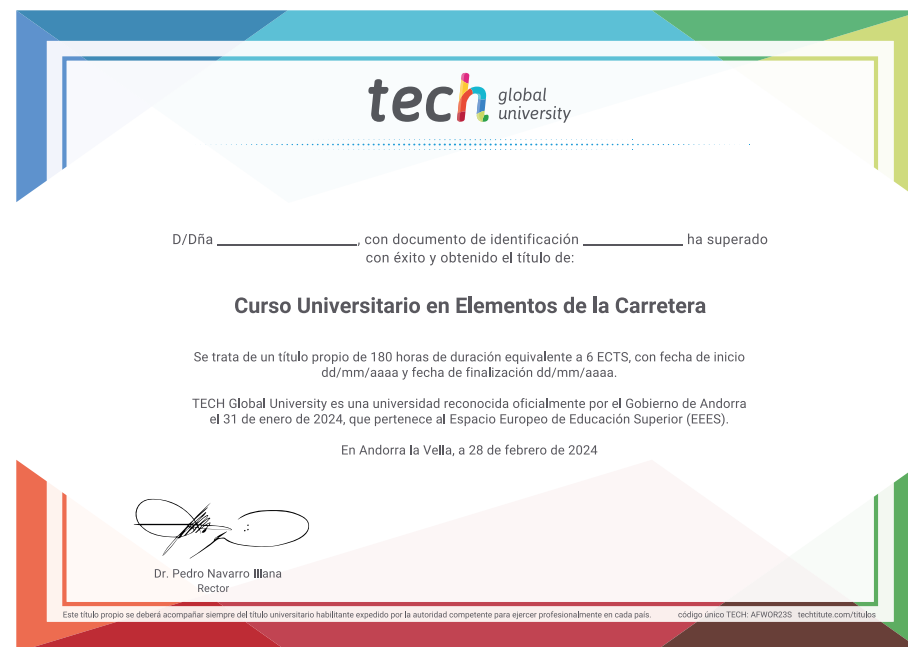 tech global
university
D/Dña ____________________, con documento de identificación ______________ ha superado
con éxito y obtenido el título de:
Curso Universitario en Elementos de la Carretera
Se trata de un título propio de 180 horas de duración equivalente a 6 ECTS, con fecha de inicio
dd/mm/aaaa y fecha de finalización dd/mm/aaaa.
TECH Global University es una universidad reconocida oficialmente por el Gobierno de Andorra
el 31 de enero de 2024, que pertenece al Espacio Europeo de Educación Superior (EEES).
En Andorra la Vella, a 28 de febrero de 2024
Dr. Pedro Navarro Illana
Rector
Este título propio se deberá acompañar siempre del título universitario habilitante expedido por la autoridad competente para ejercer profesionalmente en cada país. código único TECH: AFWOR23S techtitute.com/titulos